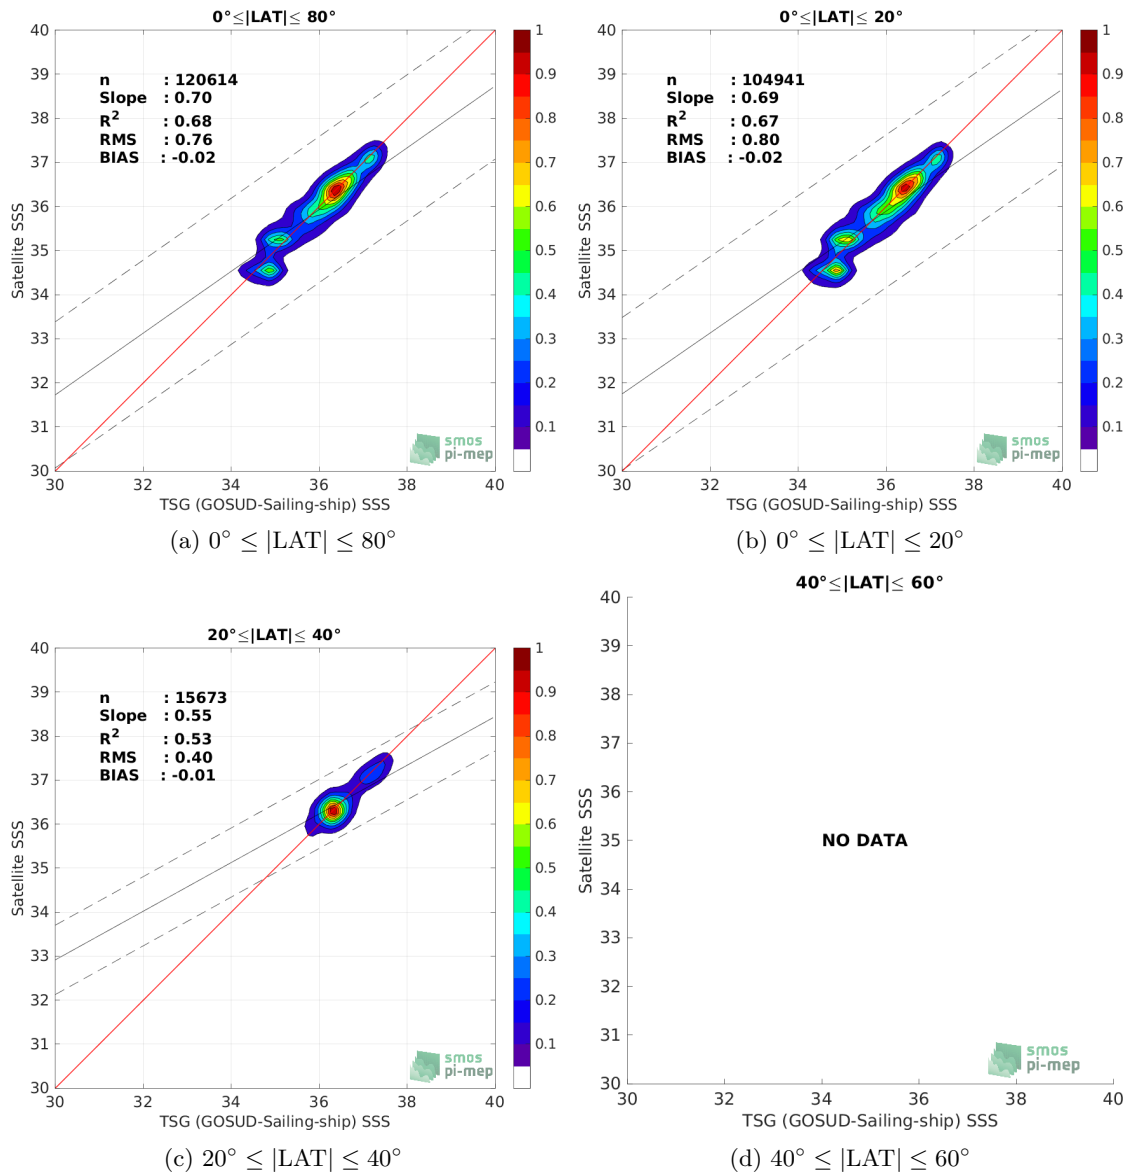 0°≤|LAT|≤ 80°
40
39
38
37
36
35
34
33
32
31
30
Satellite SSS
n : 120614
Slope : 0.70
R² : 0.68
RMS : 0.76
BIAS : -0.02
smos
pi-mep
30 32 34 36 38 40
TSG (GOSUD-Sailing-ship) SSS
1
0.9
0.8
0.7
0.6
0.5
0.4
0.3
0.2
0.1
(a) 0° ≤ |LAT| ≤ 80°
0°≤|LAT|≤ 20°
40
39
38
37
36
35
34
33
32
31
30
Satellite SSS
n : 104941
Slope : 0.69
R² : 0.67
RMS : 0.80
BIAS : -0.02
smos
pi-mep
30 32 34 36 38 40
TSG (GOSUD-Sailing-ship) SSS
1
0.9
0.8
0.7
0.6
0.5
0.4
0.3
0.2
0.1
(b) 0° ≤ |LAT| ≤ 20°
20°≤|LAT|≤ 40°
40
39
38
37
36
35
34
33
32
31
30
Satellite SSS
n : 15673
Slope : 0.55
R² : 0.53
RMS : 0.40
BIAS : -0.01
smos
pi-mep
30 32 34 36 38 40
TSG (GOSUD-Sailing-ship) SSS
1
0.9
0.8
0.7
0.6
0.5
0.4
0.3
0.2
0.1
(c) 20° ≤ |LAT| ≤ 40°
40°≤|LAT|≤ 60°
40
39
38
37
36
35
34
33
32
31
30
Satellite SSS
NO DATA
smos
pi-mep
30 32 34 36 38 40
TSG (GOSUD-Sailing-ship) SSS
(d) 40° ≤ |LAT| ≤ 60°